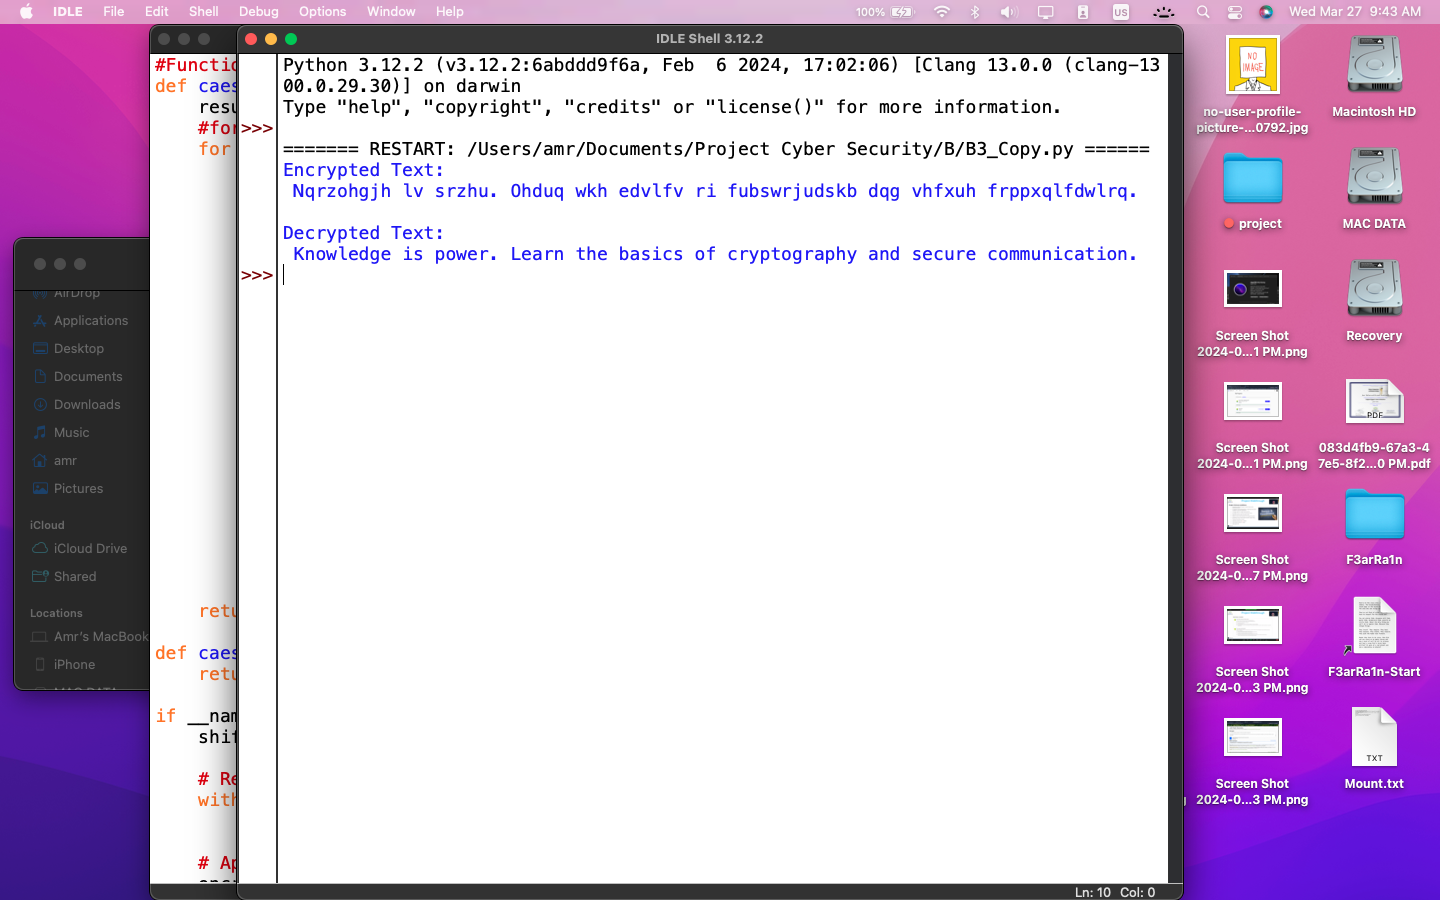 IDLE File Edit Shell Debug Options Window Help 100% US Wed Mar 27 9:43 AM
IDLE Shell 3.12.2
Python 3.12.2 (v3.12.2:6abddd9f6a, Feb  6 2024, 17:02:06) [Clang 13.0.0 (clang-13
00.0.29.30)] on darwin
Type "help", "copyright", "credits" or "license()" for more information.
>>>
======= RESTART: /Users/amr/Documents/Project Cyber Security/B/B3_Copy.py ======
Encrypted Text:
Nqrzohgjh lv srzhu. Ohduq wkh edvlfv ri fubswrjudskb dqg vhfxuh frppxqlfdwlrq.
Decrypted Text:
Knowledge is power. Learn the basics of cryptography and secure communication.
>>>
Ln: 10 Col: 0
#Functio
def caes
resu
#for
for
retu
def caes
retu
if __nam
shif
# Re
with
# Ap
AirDrop
Applications
Desktop
Documents
Downloads
Music
amr
Pictures
iCloud
iCloud Drive
Shared
Locations
Amr's MacBook
iPhone
MAC DATA
NO
IMAGE
no-user-profile-
picture-...0792.jpg
Macintosh HD
project
MAC DATA
Screen Shot
2024-0...1 PM.png
Recovery
Screen Shot
2024-0...1 PM.png
PDF
083d4fb9-67a3-4
7e5-8f2...0 PM.pdf
Screen Shot
2024-0...7 PM.png
F3arRa1n
Screen Shot
2024-0...3 PM.png
F3arRa1n-Start
Screen Shot
2024-0...3 PM.png
TXT
Mount.txt